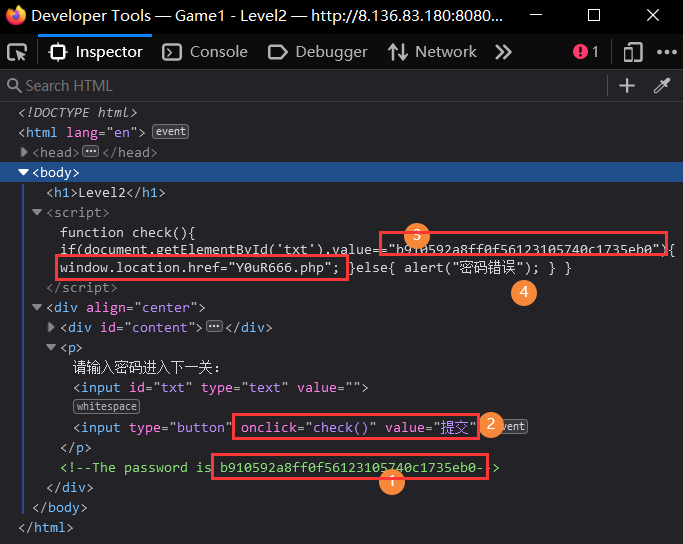 Developer Tools — Game1 - Level2 — http://8.136.83.180:8080...
Inspector Console Debugger Network 1
Search HTML
<!DOCTYPE html>
<html lang="en"> event
<head> </head>
<body>
<h1>Level2</h1>
<script>
function check(){
3
if(document.getElementById('txt').value=="b910592a8ff0f56123105740c1735eb0"){
window.location.href="Y0uR666.php"; }else{ alert("密码错误"); } }
</script>
4
<div align="center">
<div id="content"> </div>
<p>
请输入密码进入下一关:
<input id="txt" type="text" value="">
whitespace
<input type="button" onclick="check()" value="提交" 2 vent
</p>
<!--The password is b910592a8ff0f56123105740c1735eb0-->
1
</div>
</body>
</html>